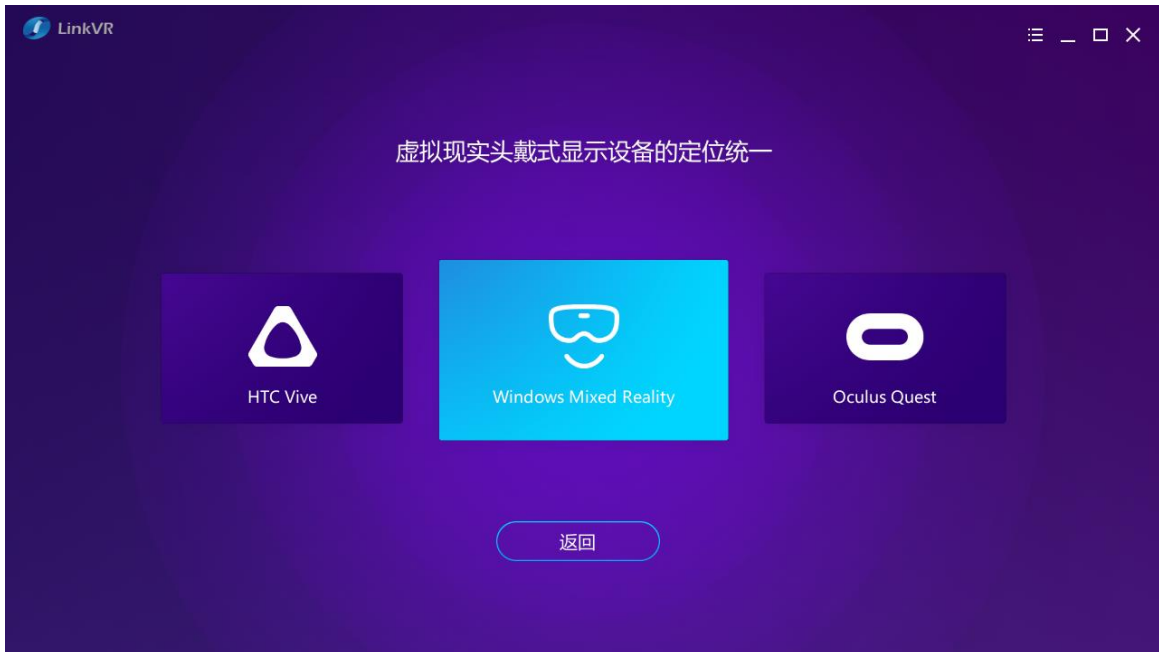 LinkVR
虚拟现实头戴式显示设备的定位统一
HTC Vive
Windows Mixed Reality
Oculus Quest
返回